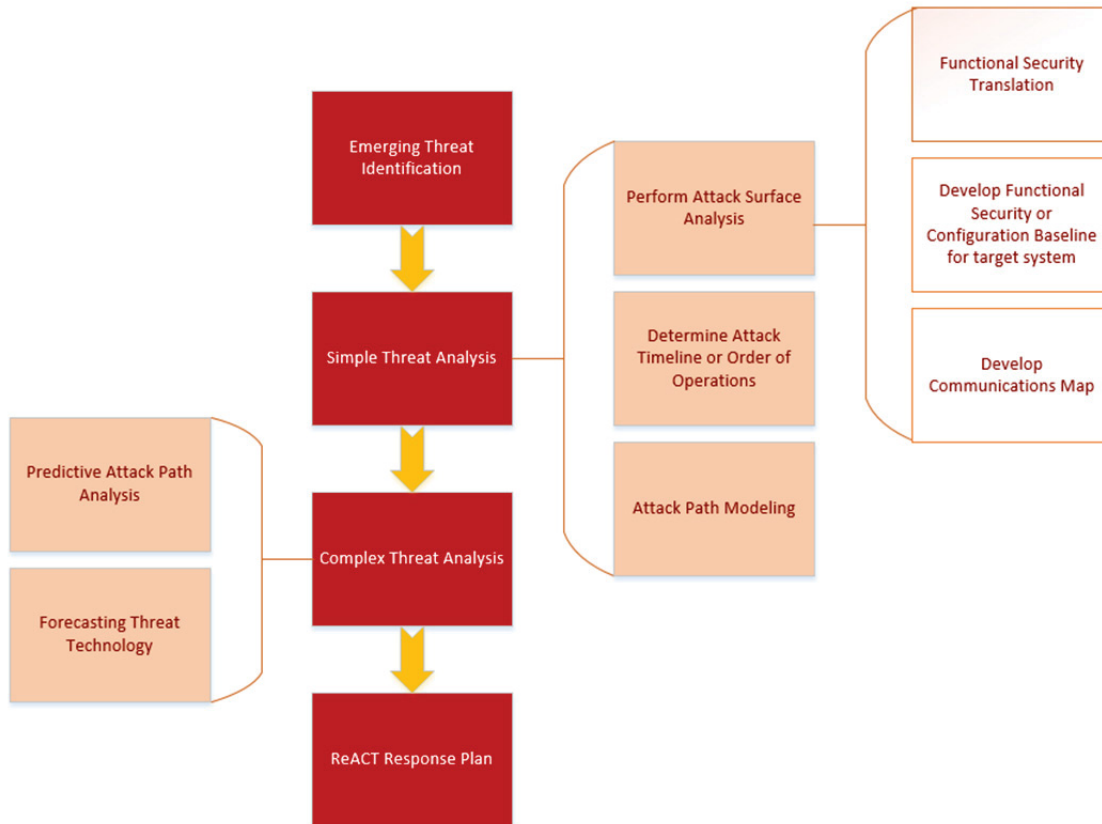 Emerging Threat
Identification
Simple Threat Analysis
Complex Threat Analysis
ReACT Response Plan
Perform Attack Surface
Analysis
Determine Attack
Timeline or Order of
Operations
Attack Path Modeling
Functional Security
Translation
Develop Functional
Security or
Configuration Baseline
for target system
Develop
Communications Map
Predictive Attack Path
Analysis
Forecasting Threat
Technology